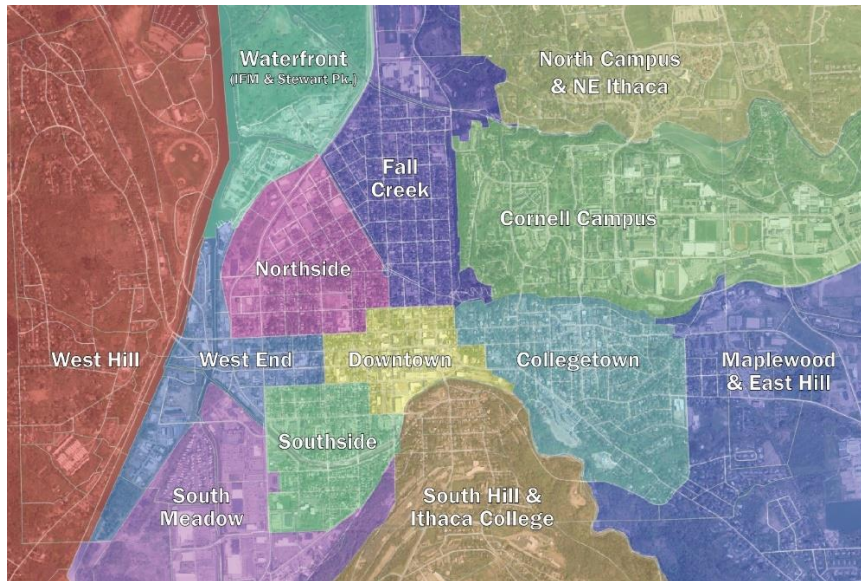 Waterfront
(IFM & Stewart Pk.)
North Campus
& NE Ithaca
Fall
Creek
Cornell Campus
Northside
West Hill
West End
Downtown
Collegetown
Maplewood
& East Hill
Southside
South
Meadow
South Hill &
Ithaca College